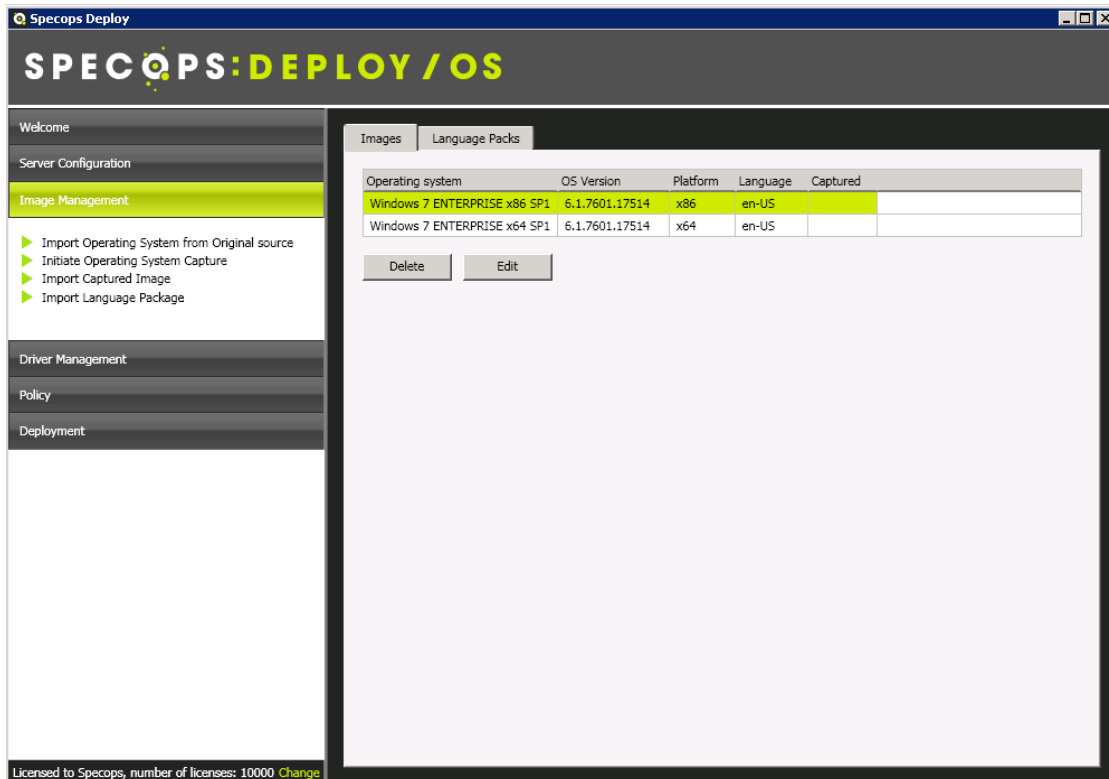 Specops Deploy
SPECOPS:DEPLOY / OS
Welcome
Server Configuration
Image Management
Import Operating System from Original source
Initiate Operating System Capture
Import Captured Image
Import Language Package
Driver Management
Policy
Deployment
Licensed to Specops, number of licenses: 10000 Change
Images Language Packs
Operating system OS Version Platform Language Captured
Windows 7 ENTERPRISE x86 SP1 6.1.7601.17514 x86 en-US
Windows 7 ENTERPRISE x64 SP1 6.1.7601.17514 x64 en-US
Delete Edit